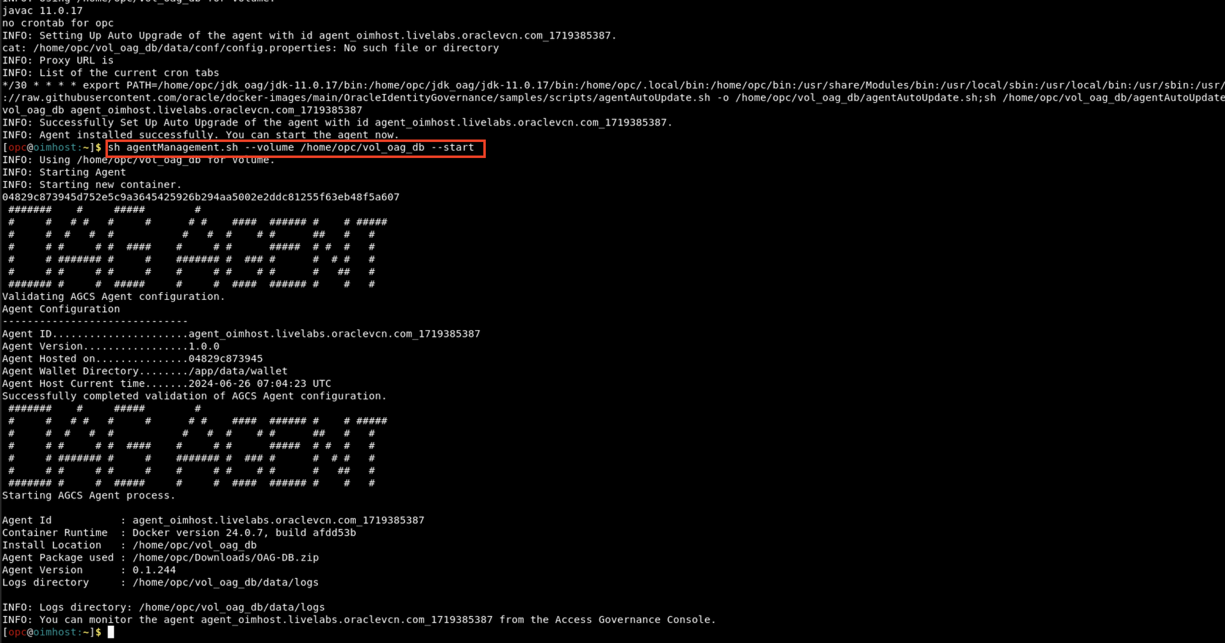 INFO: Using /home/opc/vol_oag_db for volume.
javac 11.0.17
no crontab for opc
INFO: Setting Up Auto Upgrade of the agent with id agent_oimhost.livelabs.oraclevcn.com_1719385387.
cat: /home/opc/vol_oag_db/data/conf/config.properties: No such file or directory
INFO: Proxy URL is
INFO: List of the current cron tabs
*/30 * * * * export PATH=/home/opc/jdk_oag/jdk-11.0.17/bin:/home/opc/jdk_oag/jdk-11.0.17/bin:/home/opc/.local/bin:/home/opc/bin:/usr/share/Modules/bin:/usr/local/sbin:/usr/local/bin:/usr/sbin:/usr/
://raw.githubusercontent.com/oracle/docker-images/main/OracleIdentityGovernance/samples/scripts/agentAutoUpdate.sh -o /home/opc/vol_oag_db/agentAutoUpdate.sh;sh /home/opc/vol_oag_db/agentAutoUpdate
vol_oag_db agent_oimhost.livelabs.oraclevcn.com_1719385387
INFO: Successfully Set Up Auto Upgrade of the agent with id agent_oimhost.livelabs.oraclevcn.com_1719385387.
INFO: Agent installed successfully. You can start the agent now.
[opc@oimhost:~]$ sh agentManagement.sh --volume /home/opc/vol_oag_db --start
INFO: Using /home/opc/vol_oag_db for volume.
INFO: Starting Agent
INFO: Starting new container.
04829c873945d752e5c9a3645425926b294aa5002e2ddc81255f63eb48f5a607
Validating AGCS Agent configuration.
Agent Configuration
------------------------------
Agent ID......................agent_oimhost.livelabs.oraclevcn.com_1719385387
Agent Version.................1.0.0
Agent Hosted on...............04829c873945
Agent Wallet Directory......../app/data/wallet
Agent Host Current time.......2024-06-26 07:04:23 UTC
Successfully completed validation of AGCS Agent configuration.
Starting AGCS Agent process.
Agent Id           : agent_oimhost.livelabs.oraclevcn.com_1719385387
Container Runtime  : Docker version 24.0.7, build afdd53b
Install Location   : /home/opc/vol_oag_db
Agent Package used : /home/opc/Downloads/OAG-DB.zip
Agent Version      : 0.1.244
Logs directory     : /home/opc/vol_oag_db/data/logs
INFO: Logs directory: /home/opc/vol_oag_db/data/logs
INFO: You can monitor the agent agent_oimhost.livelabs.oraclevcn.com_1719385387 from the Access Governance Console.
[opc@oimhost:~]$